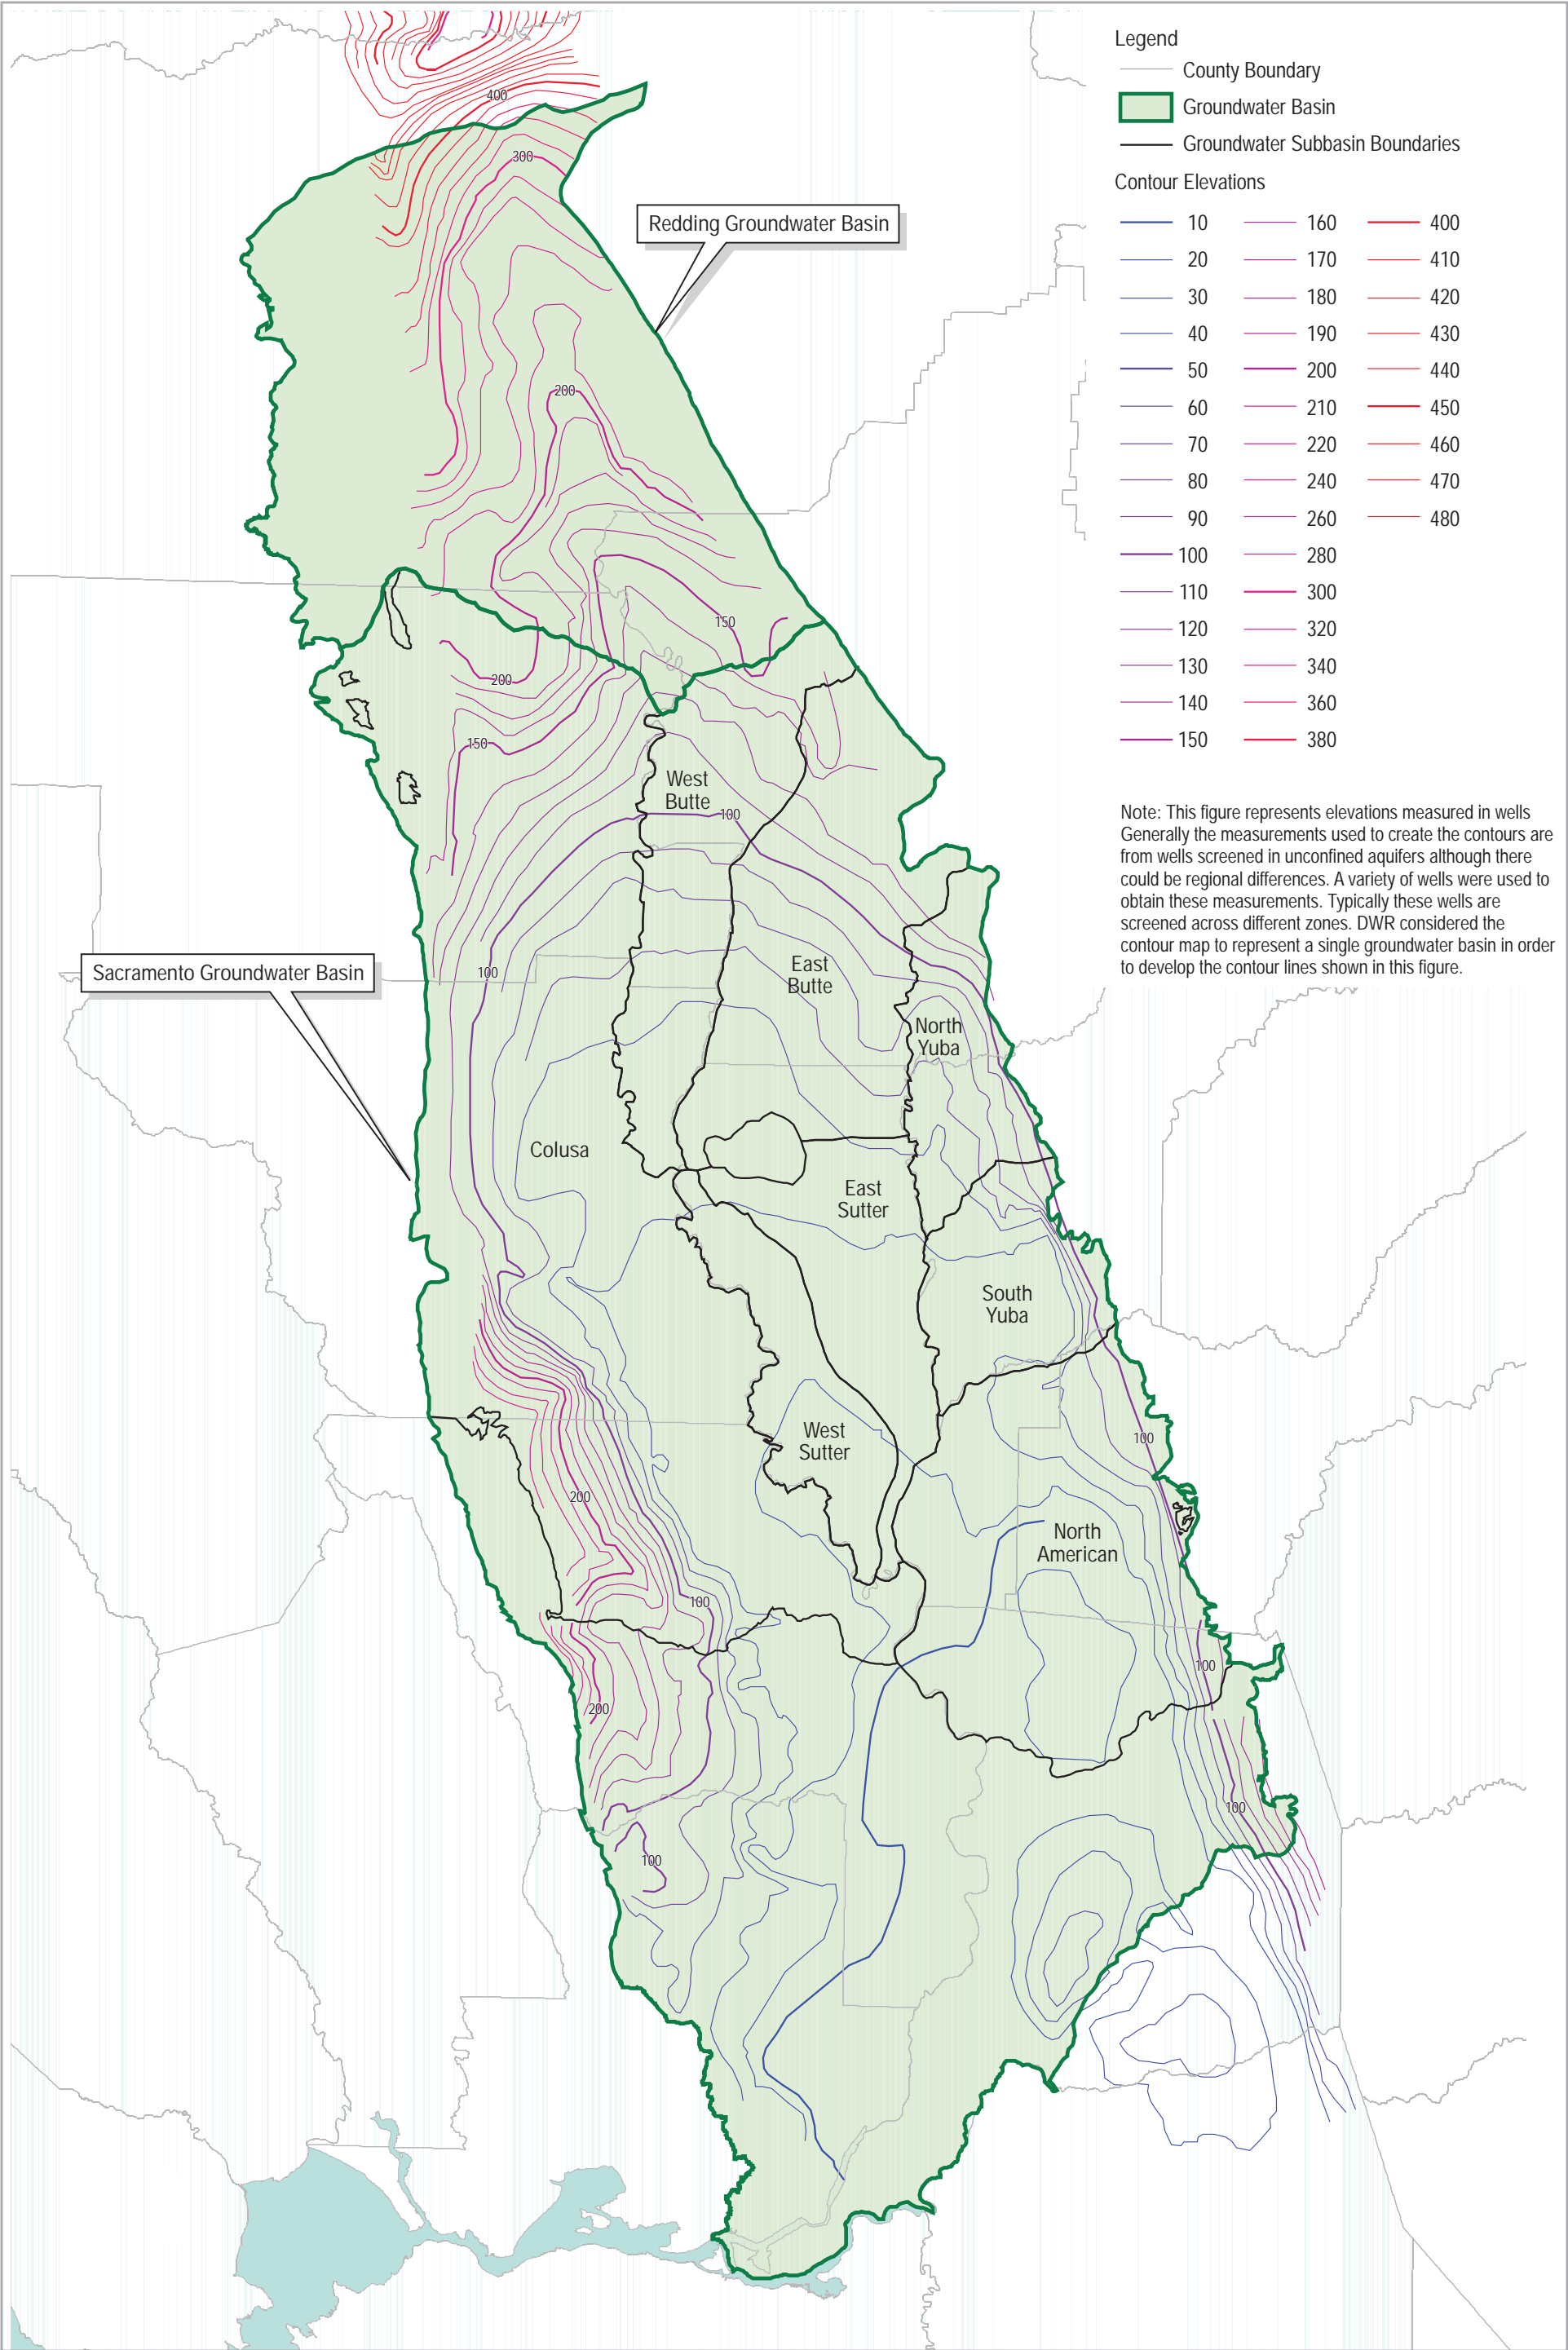 Legend
County Boundary
Groundwater Basin
Groundwater Subbasin Boundaries
Contour Elevations
10 160 400
20 170 410
30 180 420
40 190 430
50 200 440
60 210 450
70 220 460
80 240 470
90 260 480
100 280
110 300
120 320
130 340
140 360
150 380
Note: This figure represents elevations measured in wells
Generally the measurements used to create the contours are
from wells screened in unconfined aquifers although there
could be regional differences. A variety of wells were used to
obtain these measurements. Typically these wells are
screened across different zones. DWR considered the
contour map to represent a single groundwater basin in order
to develop the contour lines shown in this figure.
400
300
Redding Groundwater Basin
200
150
200
150
West
Butte
100
Sacramento Groundwater Basin
100
East
Butte
North
Yuba
Colusa
East
Sutter
South
Yuba
West
Sutter
100
200
North
American
100
100
200
100
100